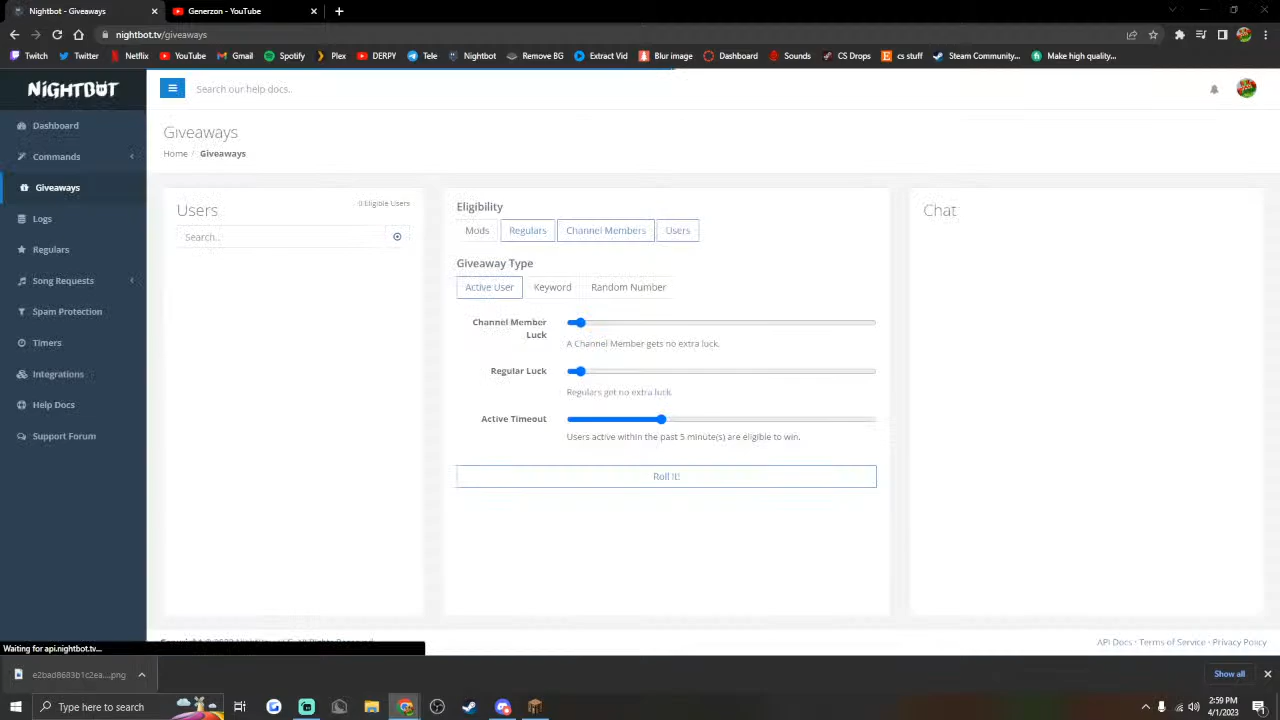 Nightbot - Giveaways
Generzon - YouTube
nightbot.tv/giveaways
Twitch Twitter Netflix YouTube Gmail Spotify Plex DERPY Tele Nightbot Remove BG Extract Vid Blur image Dashboard Sounds CS Drops cs stuff Steam Communi... Make high quality...
NiGHTBOT
Search our help docs..
Dashboard
Commands
Giveaways
Logs
Regulars
Song Requests
Spam Protection
Timers
Integrations
Help Docs
Support Forum
Giveaways
Home / Giveaways
Users
0 Eligible Users
Search..
Eligibility
Mods Regulars Channel Members Users
Giveaway Type
Active User Keyword Random Number
Channel Member Luck
A Channel Member gets no extra luck.
Regular Luck
Regulars get no extra luck.
Active Timeout
Users active within the past 5 minute(s) are eligible to win.
Roll It!
Chat
API Docs · Terms of Service · Privacy Policy
Waiting for api.nightbot.tv...
e2bad8683b1c2ea....png
Show all
Type here to search
2:59 PM
4/1/2023